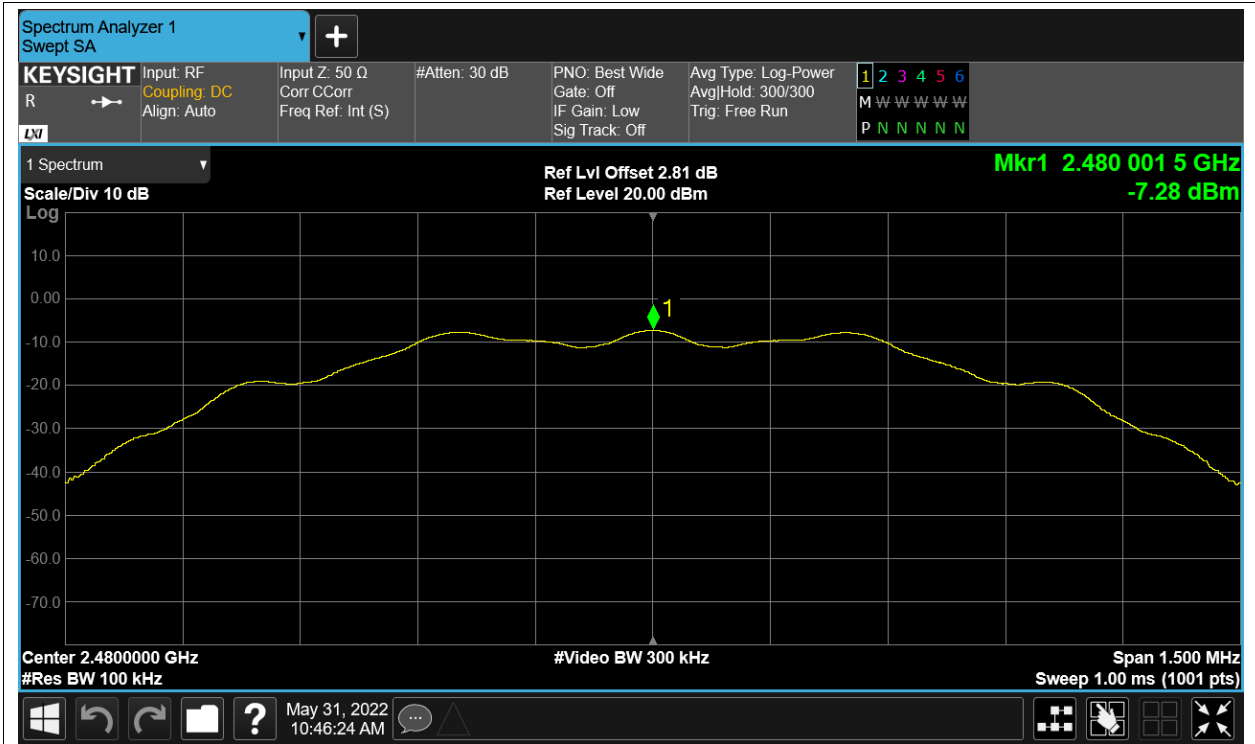 Spectrum Analyzer 1
Swept SA
+
KEYSIGHT
R
LXI
Input: RF
Coupling: DC
Align: Auto
Input Z: 50 Ω
Corr CCorr
Freq Ref: Int (S)
#Atten: 30 dB
PNO: Best Wide
Gate: Off
IF Gain: Low
Sig Track: Off
Avg Type: Log-Power
Avg|Hold: 300/300
Trig: Free Run
1 2 3 4 5 6
M W W W W W
P N N N N N
1 Spectrum
Scale/Div 10 dB
Log
Ref Lvl Offset 2.81 dB
Ref Level 20.00 dBm
Mkr1 2.480 001 5 GHz
-7.28 dBm
10.0
0.00
-10.0
-20.0
-30.0
-40.0
-50.0
-60.0
-70.0
1
Center 2.4800000 GHz
#Res BW 100 kHz
#Video BW 300 kHz
Span 1.500 MHz
Sweep 1.00 ms (1001 pts)
?
May 31, 2022
10:46:24 AM